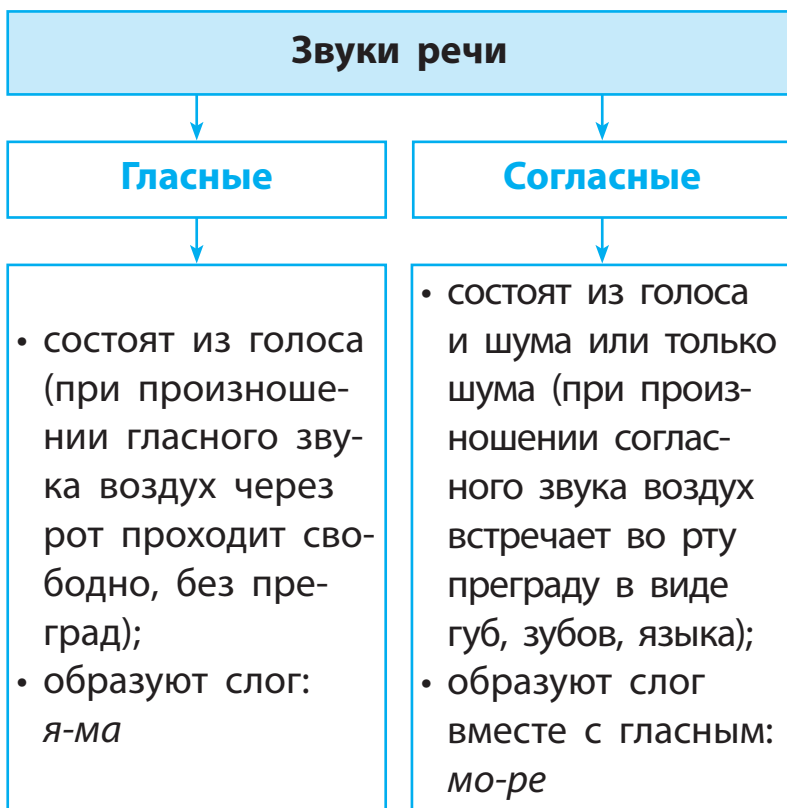 Звуки речи
Гласные
Согласные
• состоят из голоса
(при произноше-
нии гласного зву-
ка воздух через
рот проходит сво-
бодно, без пре-
град);
• образуют слог:
я-ма
• состоят из голоса
и шума или только
шума (при произ-
ношении соглас-
ного звука воздух
встречает во рту
преграду в виде
губ, зубов, языка);
• образуют слог
вместе с гласным:
мо-ре